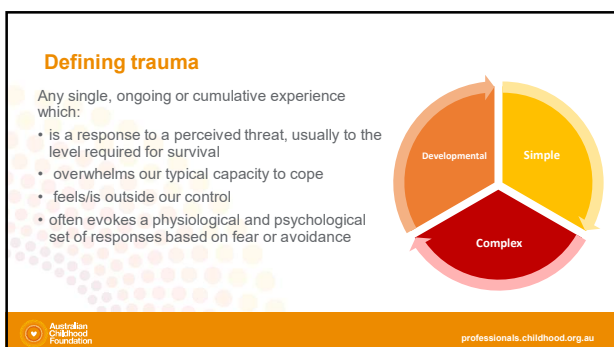 Defining trauma
Any single, ongoing or cumulative experience
which:
• is a response to a perceived threat, usually to the
level required for survival
• overwhelms our typical capacity to cope
• feels/is outside our control
• often evokes a physiological and psychological
set of responses based on fear or avoidance
Developmental
Simple
Complex
Australian
Childhood
Foundation
professionals.childhood.org.au